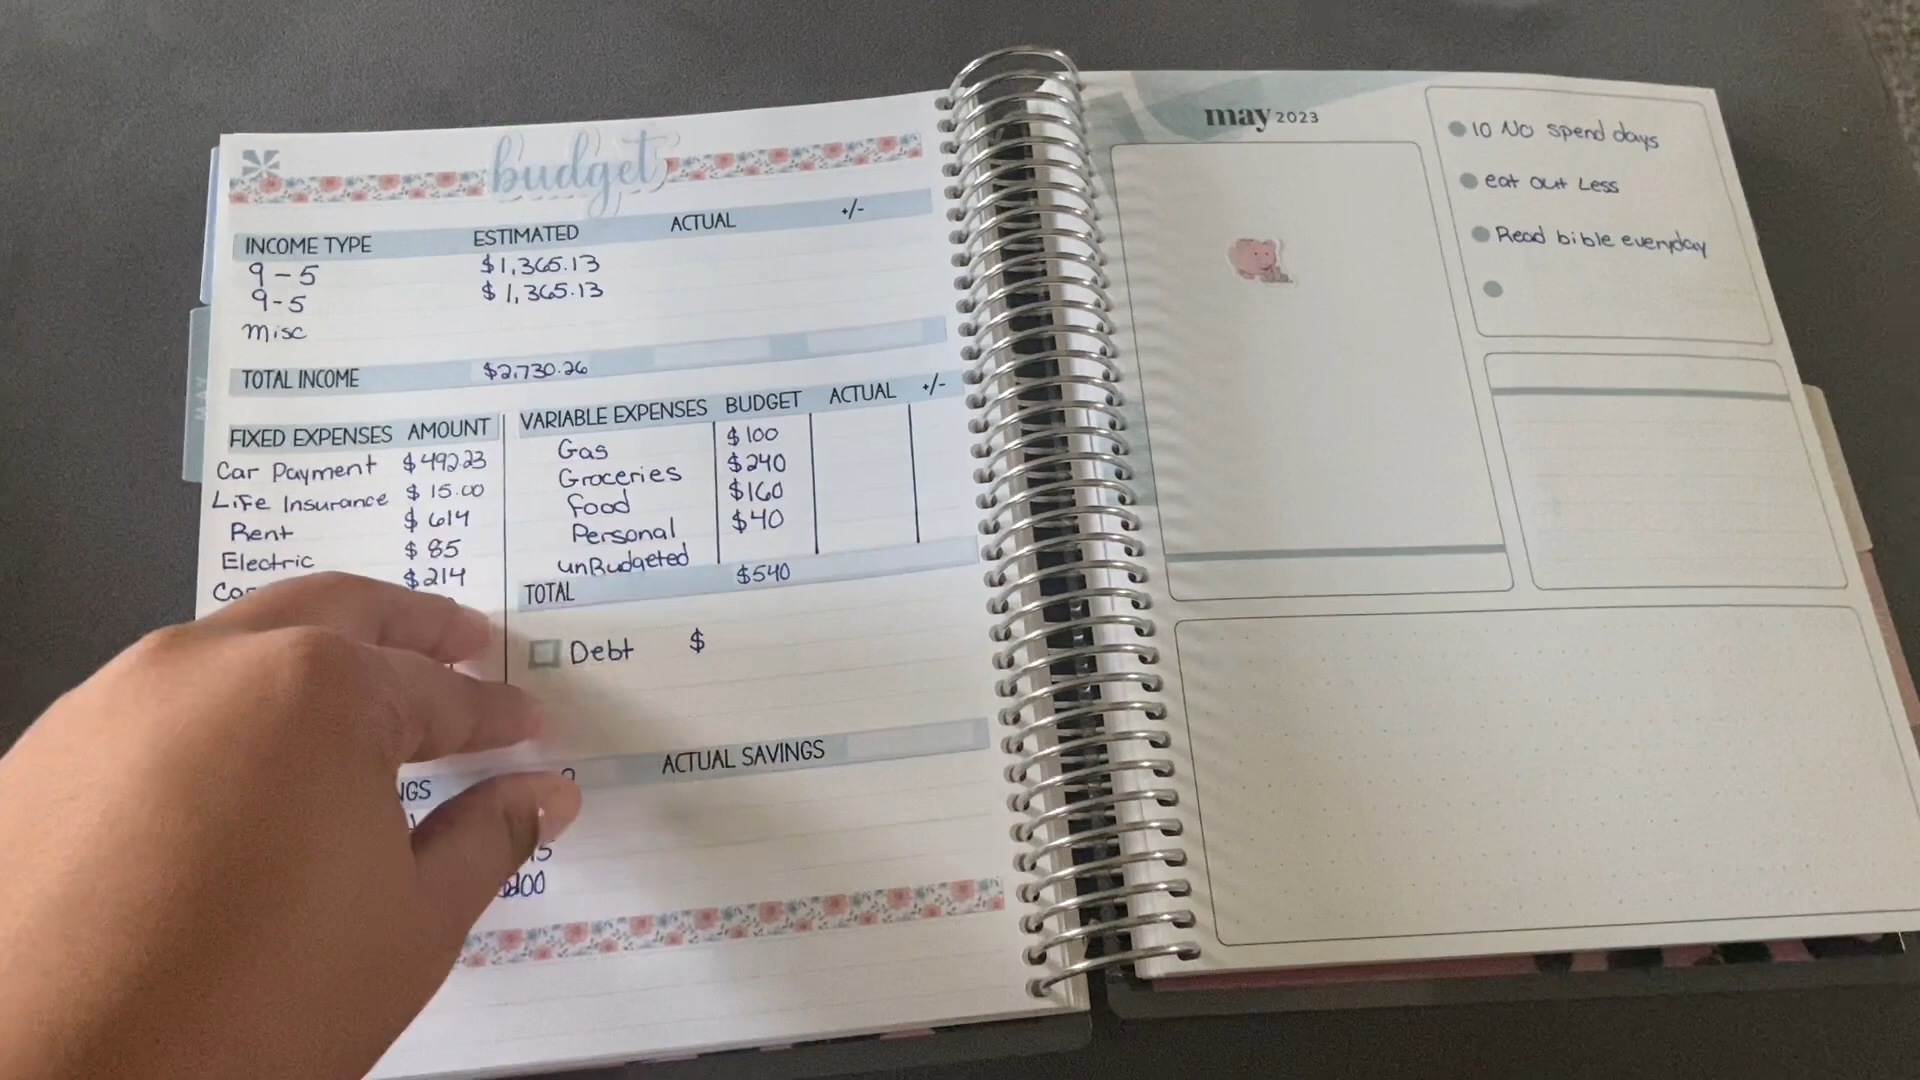 budget
INCOME TYPE ESTIMATED ACTUAL +/-
9-5 $1,365.13
9-5 $1,365.13
Misc
TOTAL INCOME $2,730.26
FIXED EXPENSES AMOUNT
Car Payment $492.23
Life Insurance $15.00
Rent $614
Electric $85
$214
VARIABLE EXPENSES BUDGET ACTUAL +/-
Gas $100
Groceries $240
Food $160
Personal $40
unBudgeted
TOTAL $540
Debt $
ACTUAL SAVINGS
MAY
may 2023
10 No spend days
eat out Less
Read bible everyday